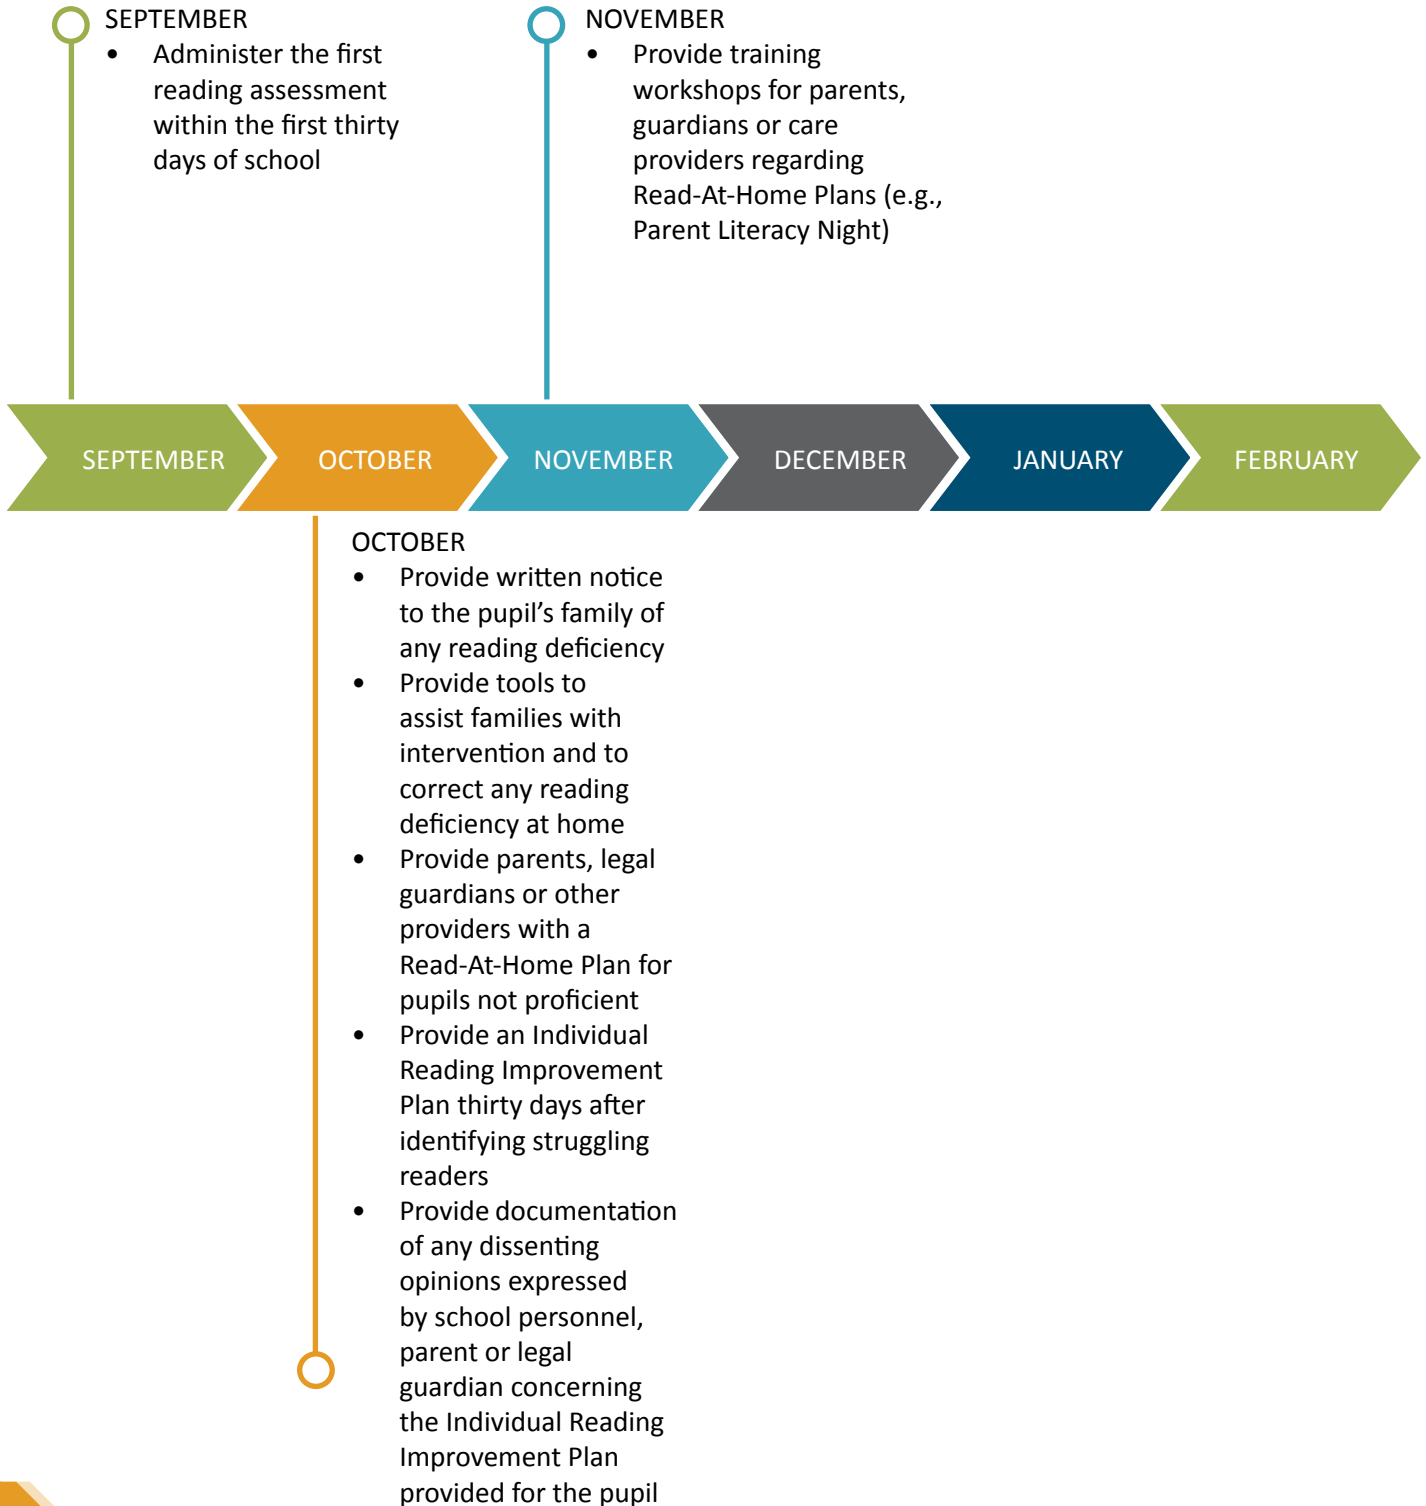 SEPTEMBER
• Administer the first
reading assessment
within the first thirty
days of school
NOVEMBER
• Provide training
workshops for parents,
guardians or care
providers regarding
Read-At-Home Plans (e.g.,
Parent Literacy Night)
SEPTEMBER
OCTOBER
NOVEMBER
DECEMBER
JANUARY
FEBRUARY
OCTOBER
• Provide written notice
to the pupil’s family of
any reading deficiency
• Provide tools to
assist families with
intervention and to
correct any reading
deficiency at home
• Provide parents, legal
guardians or other
providers with a
Read-At-Home Plan for
pupils not proficient
• Provide an Individual
Reading Improvement
Plan thirty days after
identifying struggling
readers
• Provide documentation
of any dissenting
opinions expressed
by school personnel,
parent or legal
guardian concerning
the Individual Reading
Improvement Plan
provided for the pupil